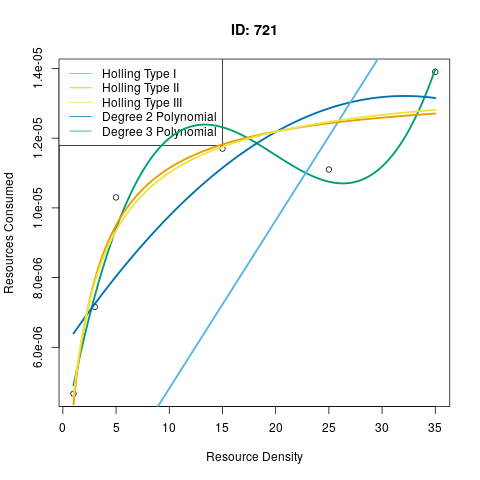 ID: 721
Holling Type I
Holling Type II
Holling Type III
Degree 2 Polynomial
Degree 3 Polynomial
Resources Consumed
1.4e-05
1.2e-05
1.0e-05
8.0e-06
6.0e-06
0 5 10 15 20 25 30 35
Resource Density